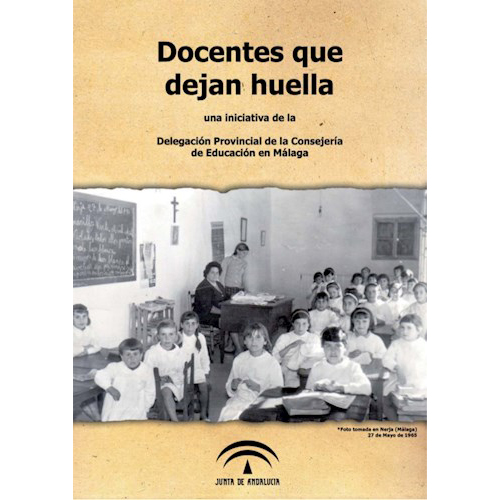 Docentes que
dejan huella
una iniciativa de la
Delegación Provincial de la Consejería
de Educación en Málaga
*Foto tomada en Nerja (Málaga)
27 de Mayo de 1965
JUNTA DE ANDALUCIA